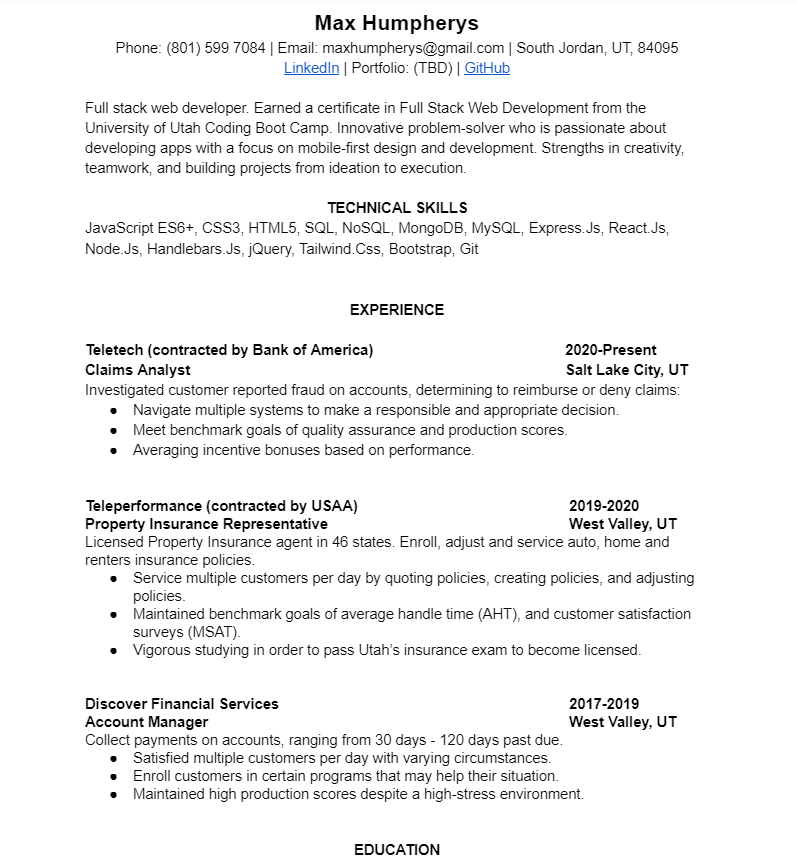 Max Humpherys
Phone: (801) 599 7084 | Email: maxhumpherys@gmail.com | South Jordan, UT, 84095
LinkedIn | Portfolio: (TBD) | GitHub
Full stack web developer. Earned a certificate in Full Stack Web Development from the
University of Utah Coding Boot Camp. Innovative problem-solver who is passionate about
developing apps with a focus on mobile-first design and development. Strengths in creativity,
teamwork, and building projects from ideation to execution.
TECHNICAL SKILLS
JavaScript ES6+, CSS3, HTML5, SQL, NoSQL, MongoDB, MySQL, Express.Js, React.Js,
Node.Js, Handlebars.Js, jQuery, Tailwind.Css, Bootstrap, Git
EXPERIENCE
Teletech (contracted by Bank of America) 2020-Present
Claims Analyst Salt Lake City, UT
Investigated customer reported fraud on accounts, determining to reimburse or deny claims:
● Navigate multiple systems to make a responsible and appropriate decision.
● Meet benchmark goals of quality assurance and production scores.
● Averaging incentive bonuses based on performance.
Teleperformance (contracted by USAA) 2019-2020
Property Insurance Representative West Valley, UT
Licensed Property Insurance agent in 46 states. Enroll, adjust and service auto, home and
renters insurance policies.
● Service multiple customers per day by quoting policies, creating policies, and adjusting
policies.
● Maintained benchmark goals of average handle time (AHT), and customer satisfaction
surveys (MSAT).
● Vigorous studying in order to pass Utah's insurance exam to become licensed.
Discover Financial Services 2017-2019
Account Manager West Valley, UT
Collect payments on accounts, ranging from 30 days - 120 days past due.
● Satisfied multiple customers per day with varying circumstances.
● Enroll customers in certain programs that may help their situation.
● Maintained high production scores despite a high-stress environment.
EDUCATION